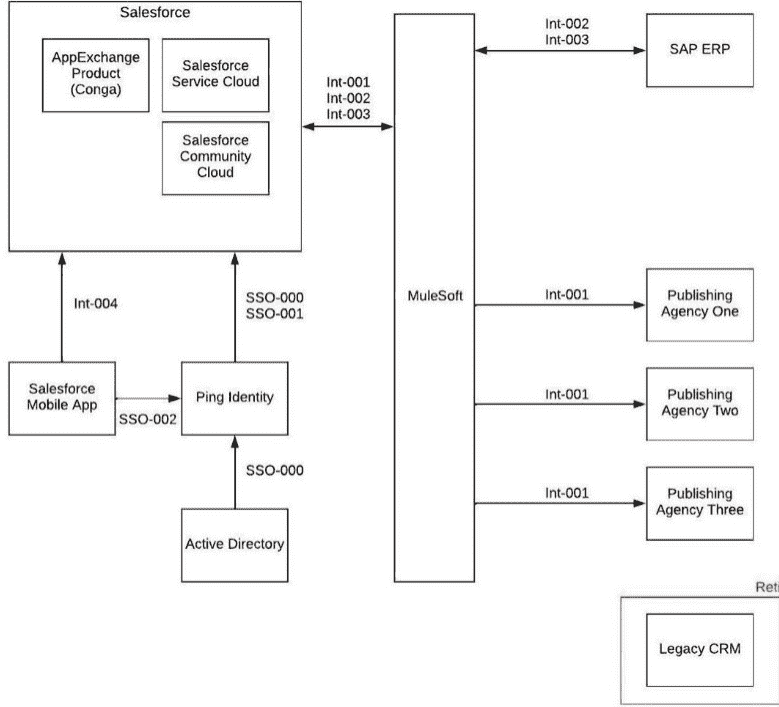 Salesforce
AppExchange
Product
(Conga)
Salesforce
Service Cloud
Salesforce
Community
Cloud
Int-001
Int-002
Int-003
Int-002
Int-003
SAP ERP
MuleSoft
Int-004
SSO-000
SSO-001
Salesforce
Mobile App
SSO-002
Ping Identity
SSO-000
Active Directory
Int-001
Publishing
Agency One
Int-001
Publishing
Agency Two
Int-001
Publishing
Agency Three
Reti
Legacy CRM